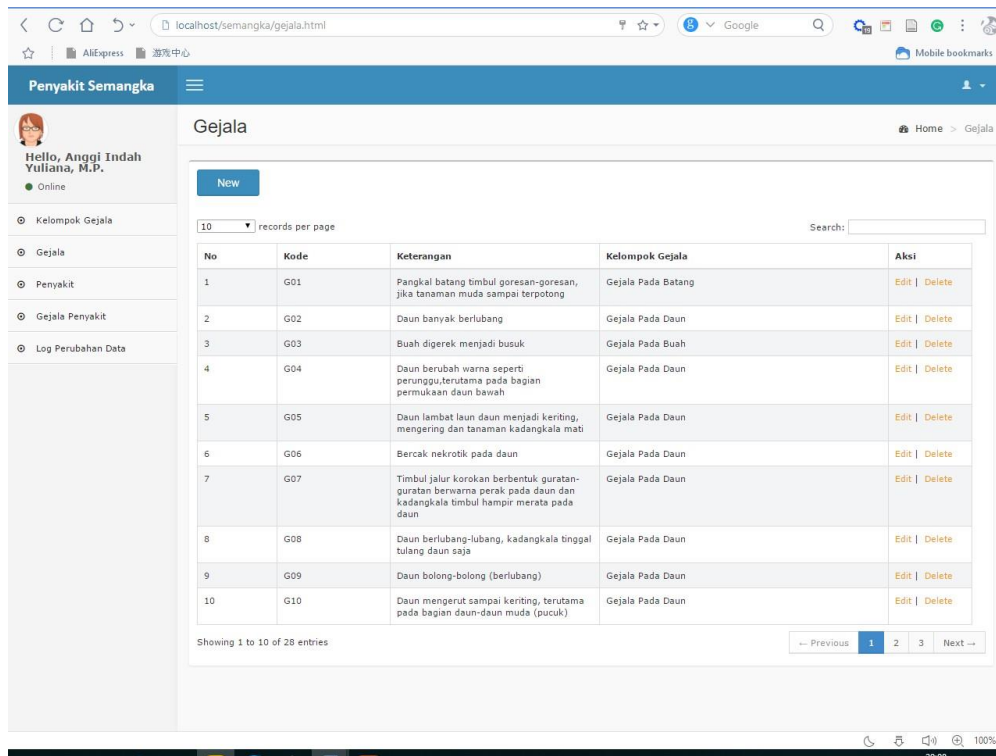 localhost/semangka/gejala.html
Google
AliExpress 游戏中心 Mobile bookmarks
Penyakit Semangka
Hello, Anggi Indah
Yuliana, M.P.
Online
Kelompok Gejala
Gejala
Penyakit
Gejala Penyakit
Log Perubahan Data
Gejala
Home > Gejala
New
10 records per page
Search:
No Kode Keterangan Kelompok Gejala Aksi
1 G01 Pangkal batang timbul goresan-goresan, Gejala Pada Batang Edit | Delete
jika tanaman muda sampai terpotong
2 G02 Daun banyak berlubang Gejala Pada Daun Edit | Delete
3 G03 Buah digerek menjadi busuk Gejala Pada Buah Edit | Delete
4 G04 Daun berubah warna seperti Gejala Pada Daun Edit | Delete
perunggu,terutama pada bagian
permukaan daun bawah
5 G05 Daun lambat laun daun menjadi keriting, Gejala Pada Daun Edit | Delete
mengering dan tanaman kadangkala mati
6 G06 Bercak nekrotik pada daun Gejala Pada Daun Edit | Delete
7 G07 Timbul jalur korokan berbentuk guratan- Gejala Pada Daun Edit | Delete
guratan berwarna perak pada daun dan
kadangkala timbul hampir merata pada
daun
8 G08 Daun berlubang-lubang, kadangkala tinggal Gejala Pada Daun Edit | Delete
tulang daun saja
9 G09 Daun bolong-bolong (berlubang) Gejala Pada Daun Edit | Delete
10 G10 Daun mengerut sampai keriting, terutama Gejala Pada Daun Edit | Delete
pada bagian daun-daun muda (pucuk)
Showing 1 to 10 of 28 entries
← Previous 1 2 3 Next →
100%